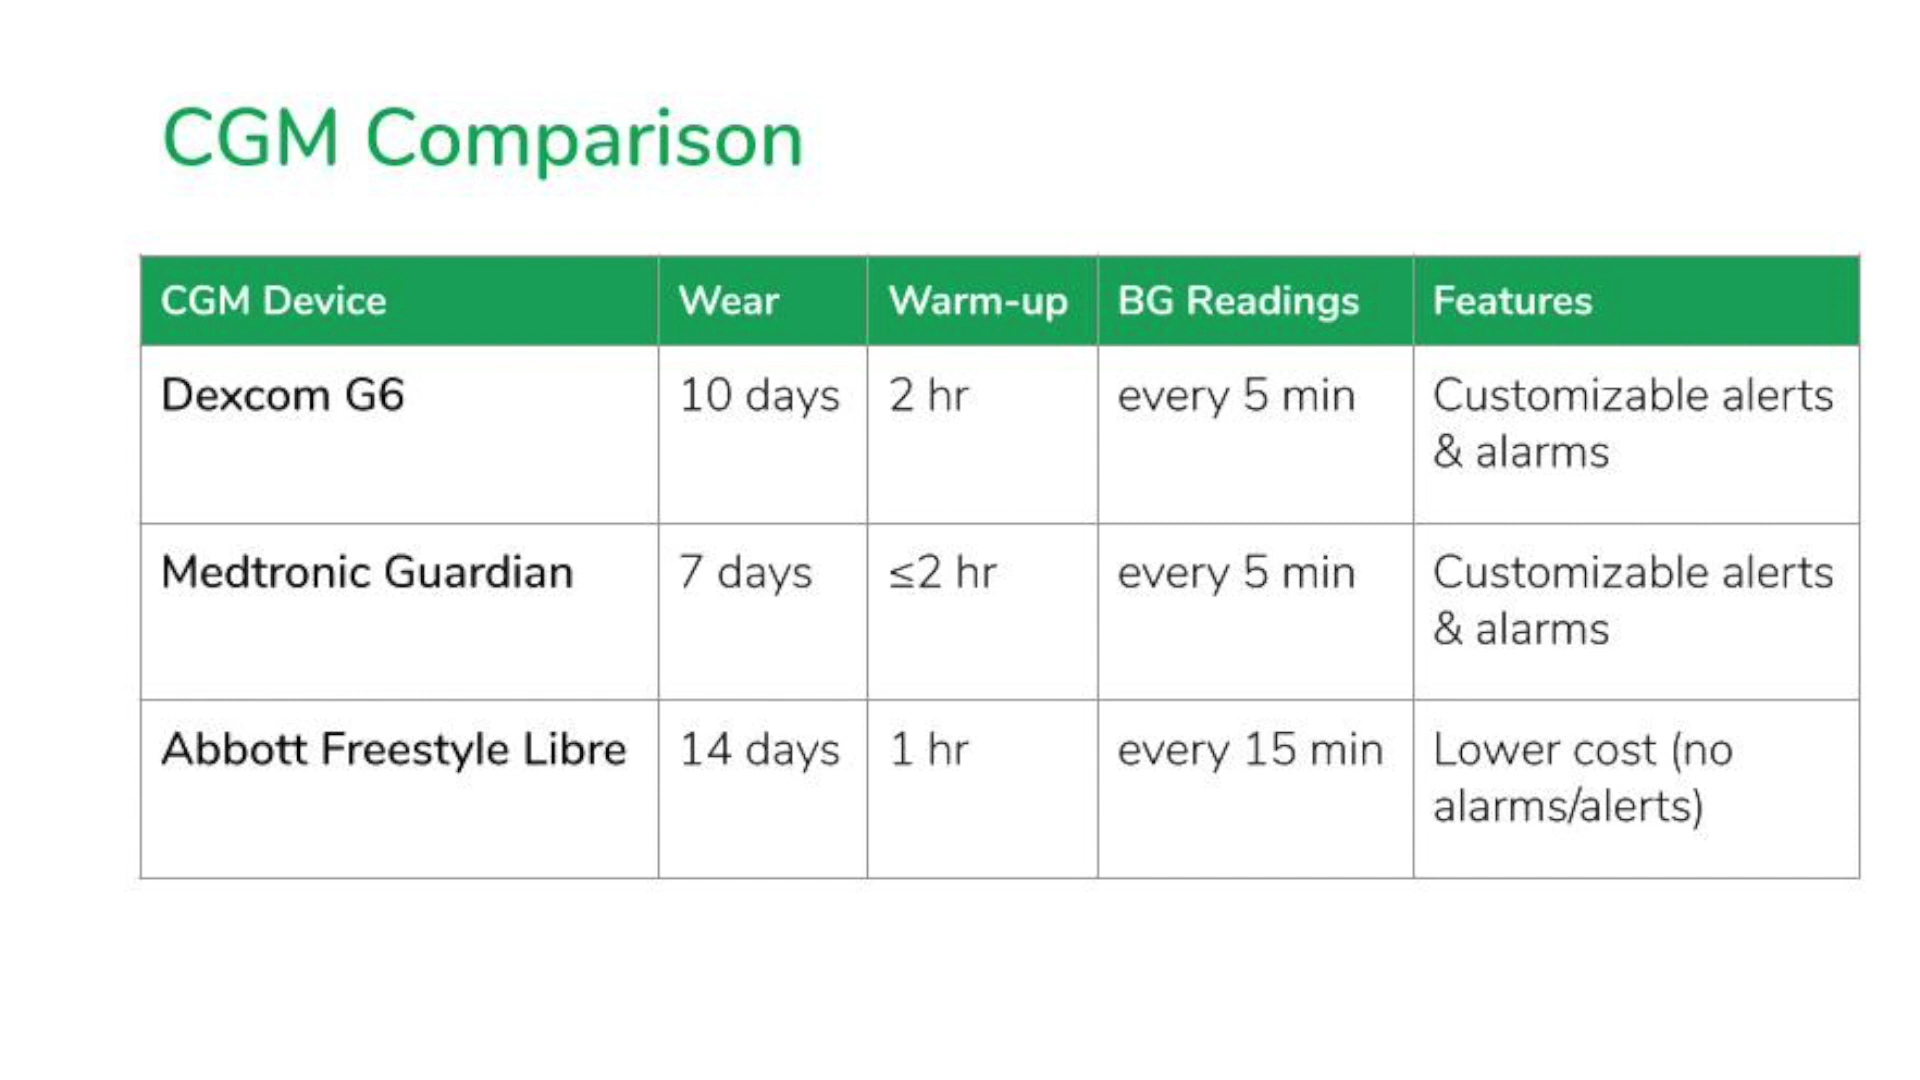 CGM Comparison
CGM Device Wear Warm-up BG Readings Features
Dexcom G6 10 days 2 hr every 5 min Customizable alerts
& alarms
Medtronic Guardian 7 days ≤2 hr every 5 min Customizable alerts
& alarms
Abbott Freestyle Libre 14 days 1 hr every 15 min Lower cost (no
alarms/alerts)